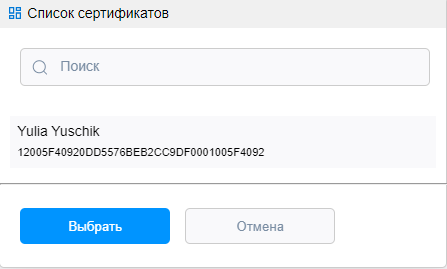 Список сертификатов
Поиск
Yulia Yuschik
12005F40920DD5576BEB2CC9DF0001005F4092
Выбрать
Отмена